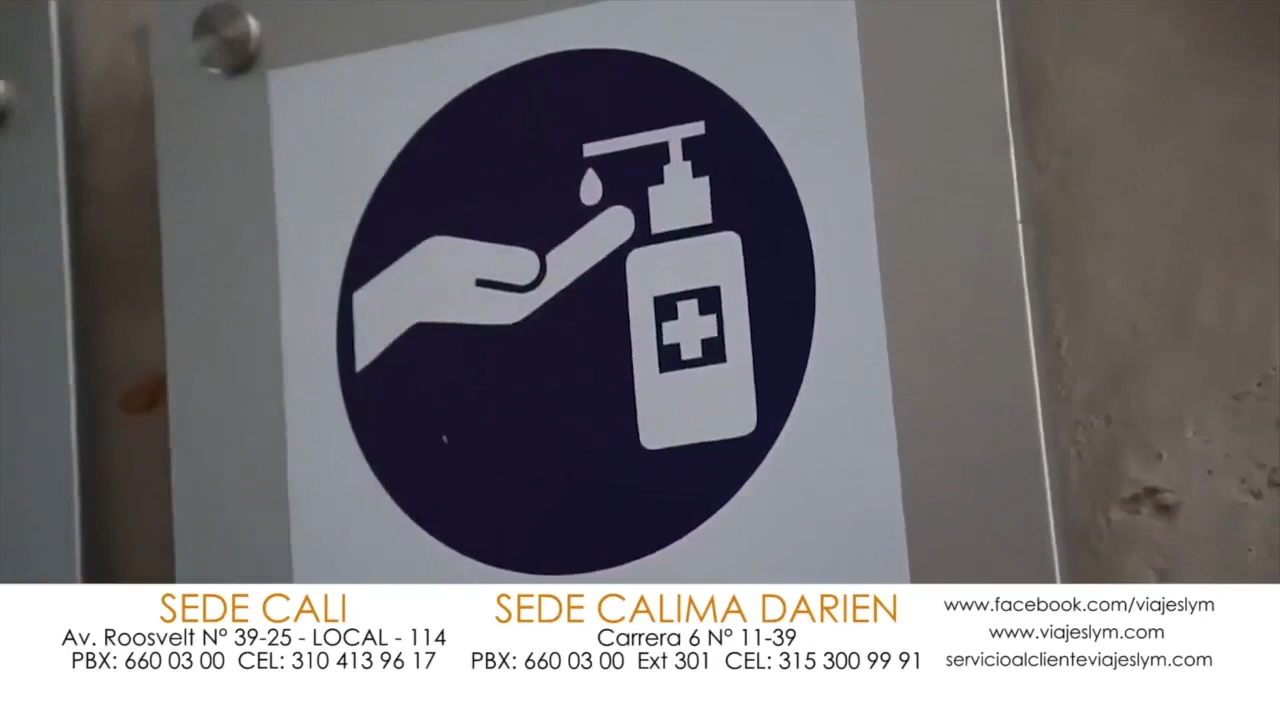 SEDE CALI
Av. Roosvelt N° 39-25 - LOCAL - 114
PBX: 660 03 00 CEL: 310 413 96 17
SEDE CALIMA DARIEN
Carrera 6 N° 11-39
PBX: 660 03 00 Ext 301 CEL: 315 300 99 91
www.facebook.com/viajeslym
www.viajeslym.com
servicioalclienteviajeslym.com